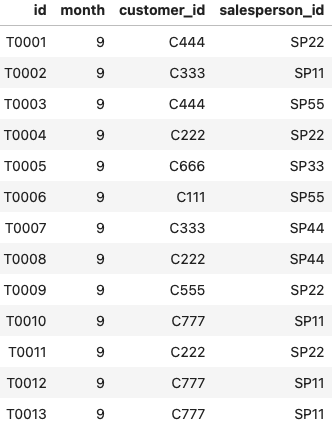 id month customer_id salesperson_id
T0001 9 C444 SP22
T0002 9 C333 SP11
T0003 9 C444 SP55
T0004 9 C222 SP22
T0005 9 C666 SP33
T0006 9 C111 SP55
T0007 9 C333 SP44
T0008 9 C222 SP44
T0009 9 C555 SP22
T0010 9 C777 SP11
T0011 9 C222 SP22
T0012 9 C777 SP11
T0013 9 C777 SP11